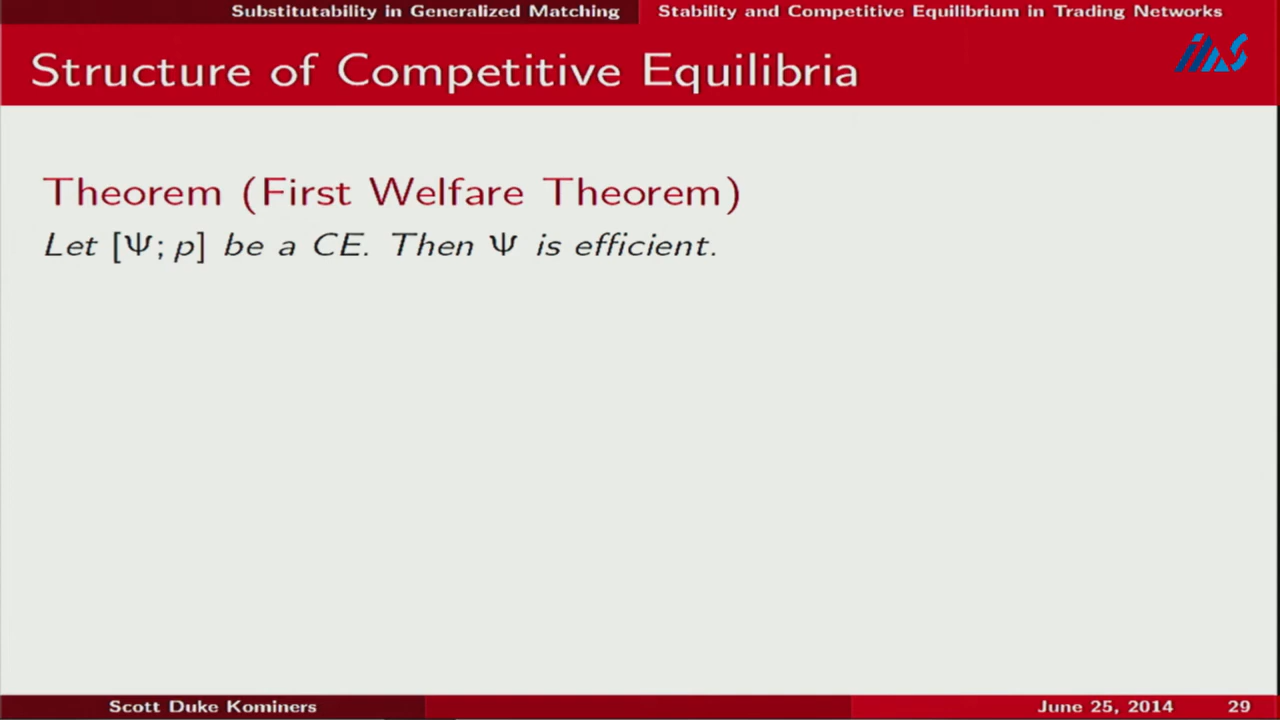 Substitutability in Generalized Matching
Stability and Competitive Equilibrium in Trading Networks
Structure of Competitive Equilibria
ias
Theorem (First Welfare Theorem)
Let [Ψ; p] be a CE. Then Ψ is efficient.
Scott Duke Kominers
June 25, 2014
29